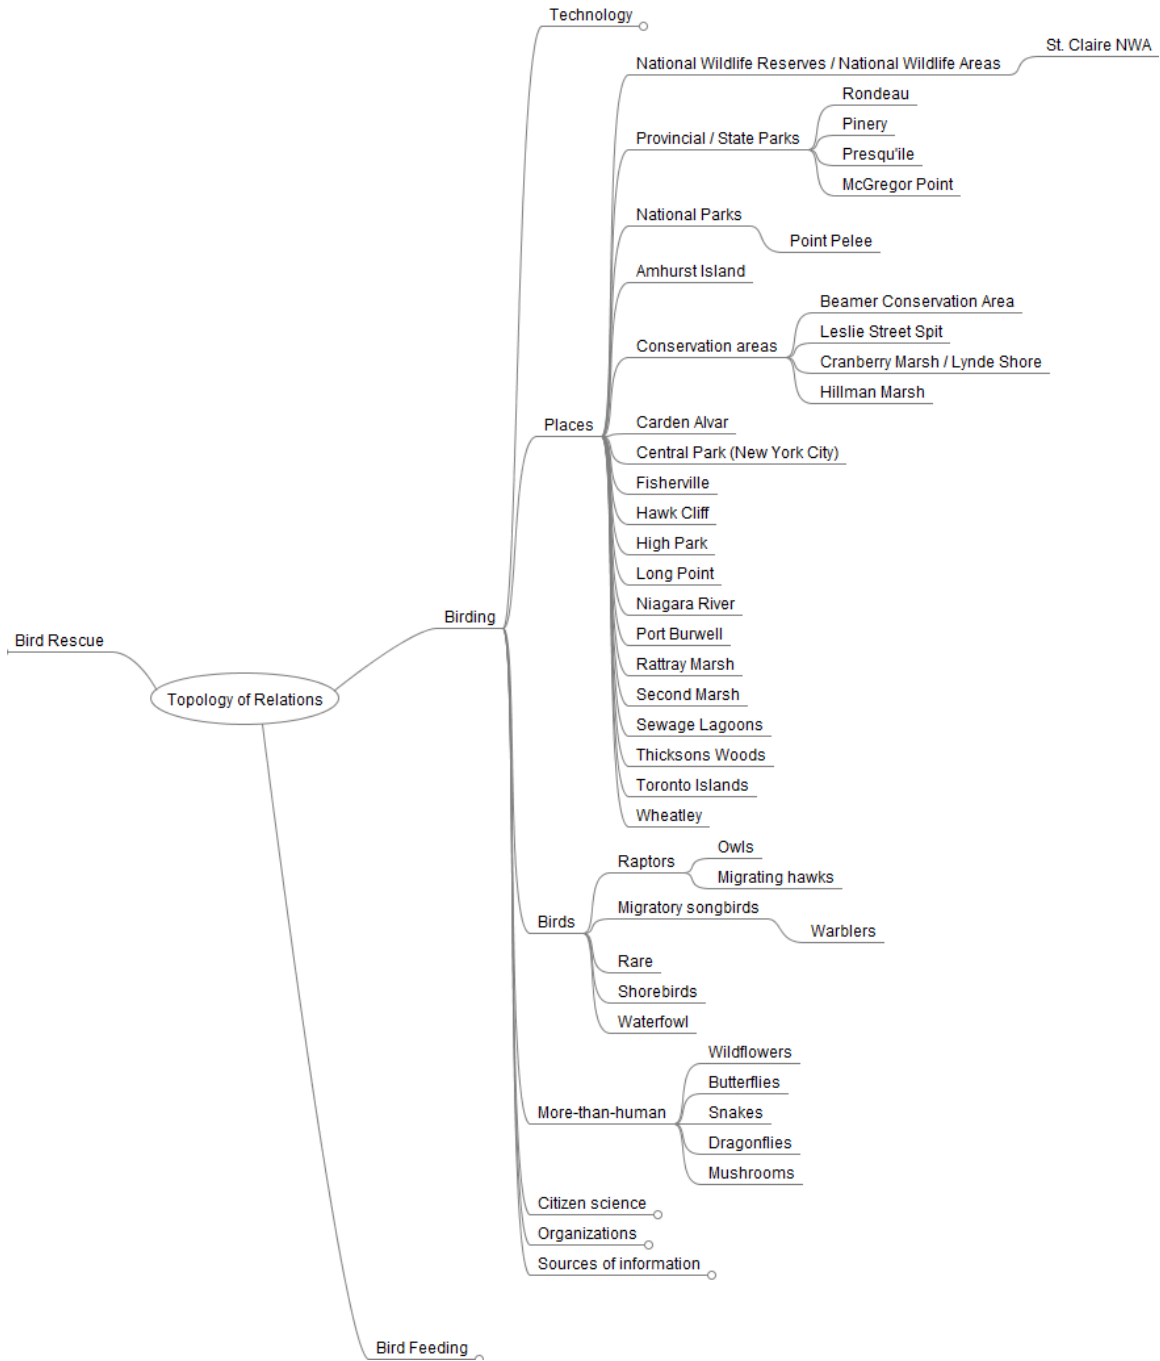 Technology
St. Claire NWA
National Wildlife Reserves / National Wildlife Areas
Rondeau
Pinery
Provincial / State Parks
Presqu'ile
McGregor Point
National Parks
Point Pelee
Amhurst Island
Beamer Conservation Area
Leslie Street Spit
Conservation areas
Cranberry Marsh / Lynde Shore
Hillman Marsh
Places
Carden Alvar
Central Park (New York City)
Fisherville
Hawk Cliff
High Park
Long Point
Niagara River
Birding
Port Burwell
Bird Rescue
Rattray Marsh
Second Marsh
Topology of Relations
Sewage Lagoons
Thicksons Woods
Toronto Islands
Wheatley
Owls
Raptors
Migrating hawks
Migratory songbirds
Birds
Warblers
Rare
Shorebirds
Waterfowl
Wildflowers
Butterflies
More-than-human
Snakes
Dragonflies
Mushrooms
Citizen science
Organizations
Sources of information
Bird Feeding